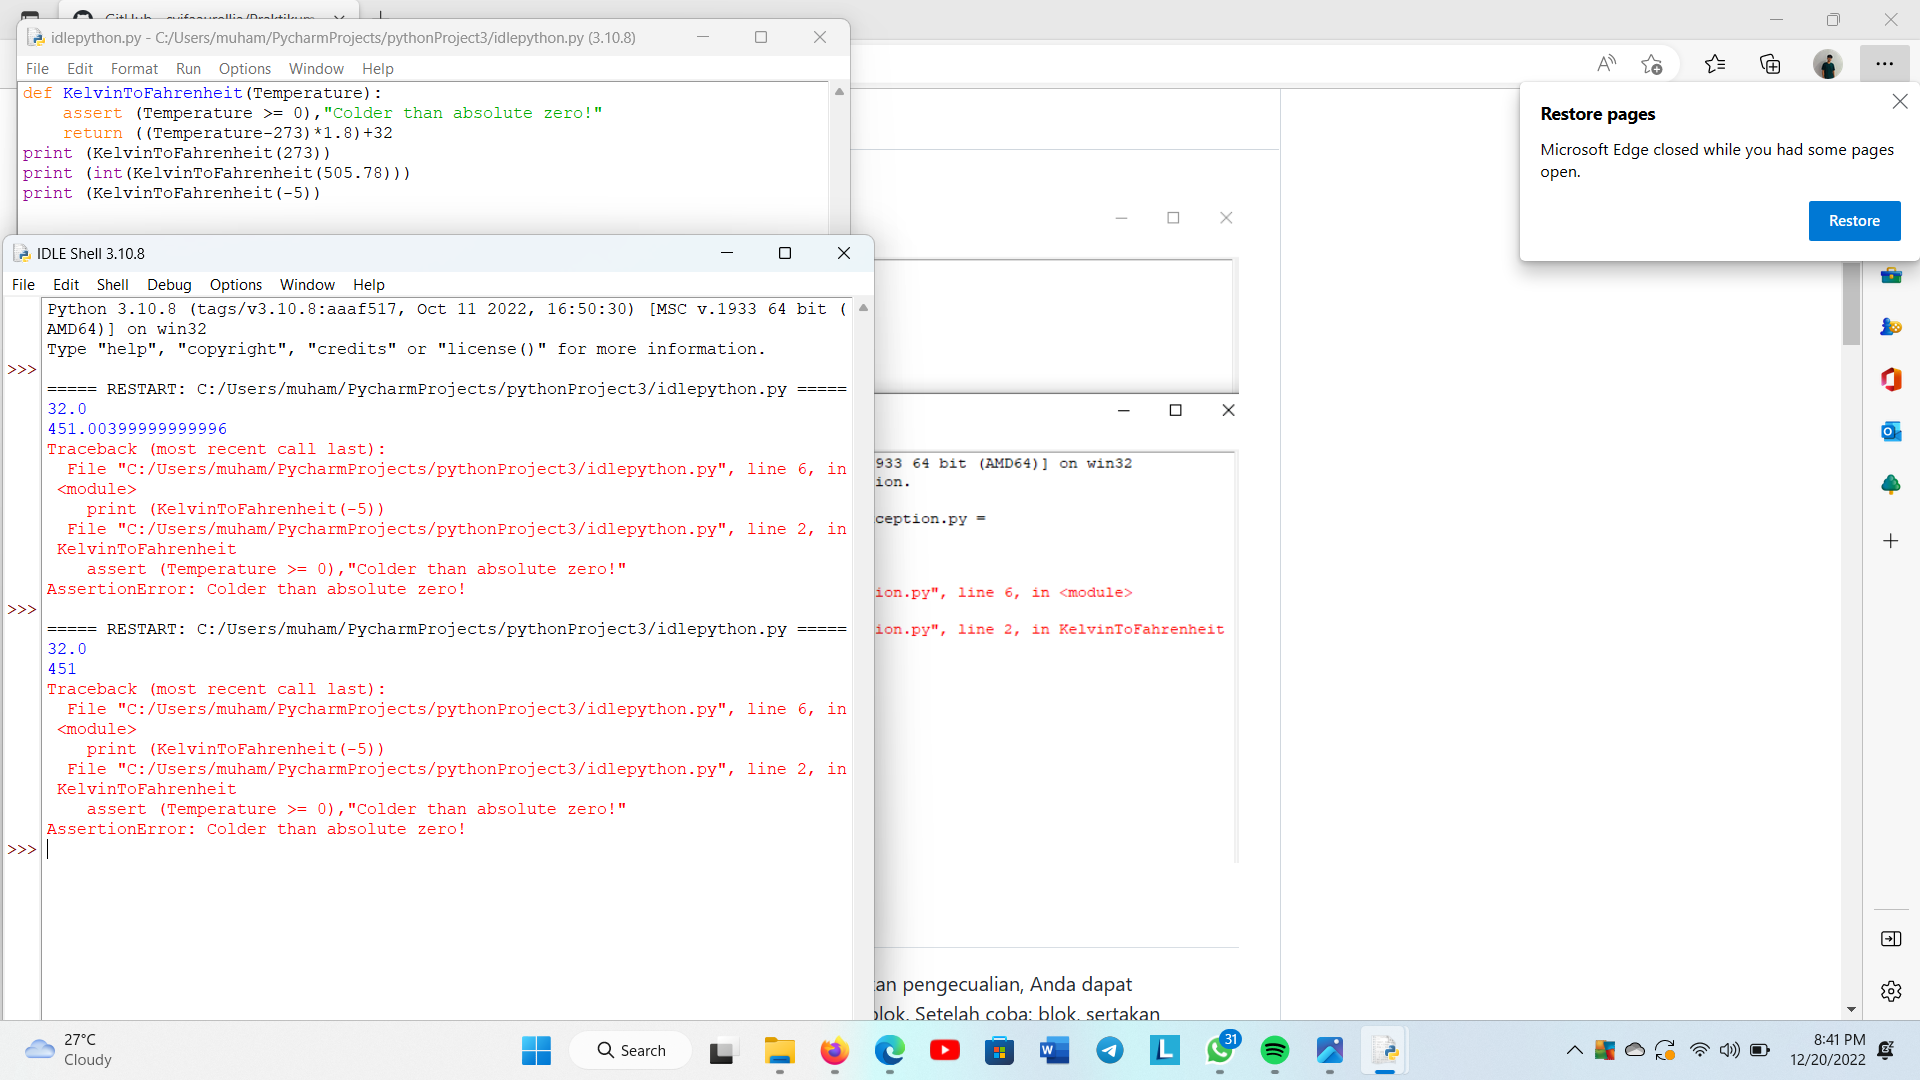 idlepython.py - C:/Users/muham/PycharmProjects/pythonProject3/idlepython.py (3.10.8)
File Edit Format Run Options Window Help
def KelvinToFahrenheit(Temperature):
    assert (Temperature >= 0),"Colder than absolute zero!"
    return ((Temperature-273)*1.8)+32
print (KelvinToFahrenheit(273))
print (int(KelvinToFahrenheit(505.78)))
print (KelvinToFahrenheit(-5))
IDLE Shell 3.10.8
File Edit Shell Debug Options Window Help
Python 3.10.8 (tags/v3.10.8:aaaf517, Oct 11 2022, 16:50:30) [MSC v.1933 64 bit (
AMD64)] on win32
Type "help", "copyright", "credits" or "license()" for more information.
>>>
===== RESTART: C:/Users/muham/PycharmProjects/pythonProject3/idlepython.py =====
32.0
451.00399999999996
Traceback (most recent call last):
  File "C:/Users/muham/PycharmProjects/pythonProject3/idlepython.py", line 6, in
<module>
    print (KelvinToFahrenheit(-5))
  File "C:/Users/muham/PycharmProjects/pythonProject3/idlepython.py", line 2, in
KelvinToFahrenheit
    assert (Temperature >= 0),"Colder than absolute zero!"
AssertionError: Colder than absolute zero!
>>>
===== RESTART: C:/Users/muham/PycharmProjects/pythonProject3/idlepython.py =====
32.0
451
Traceback (most recent call last):
  File "C:/Users/muham/PycharmProjects/pythonProject3/idlepython.py", line 6, in
<module>
    print (KelvinToFahrenheit(-5))
  File "C:/Users/muham/PycharmProjects/pythonProject3/idlepython.py", line 2, in
KelvinToFahrenheit
    assert (Temperature >= 0),"Colder than absolute zero!"
AssertionError: Colder than absolute zero!
>>>
933 64 bit (AMD64)] on win32
ion.
ception.py =
ion.py", line 6, in <module>
ion.py", line 2, in KelvinToFahrenheit
an pengecualian, Anda dapat
blok. Setelah coba: blok, sertakan
Restore pages
Microsoft Edge closed while you had some pages
open.
Restore
27°C
Cloudy
Search
31
8:41 PM
12/20/2022